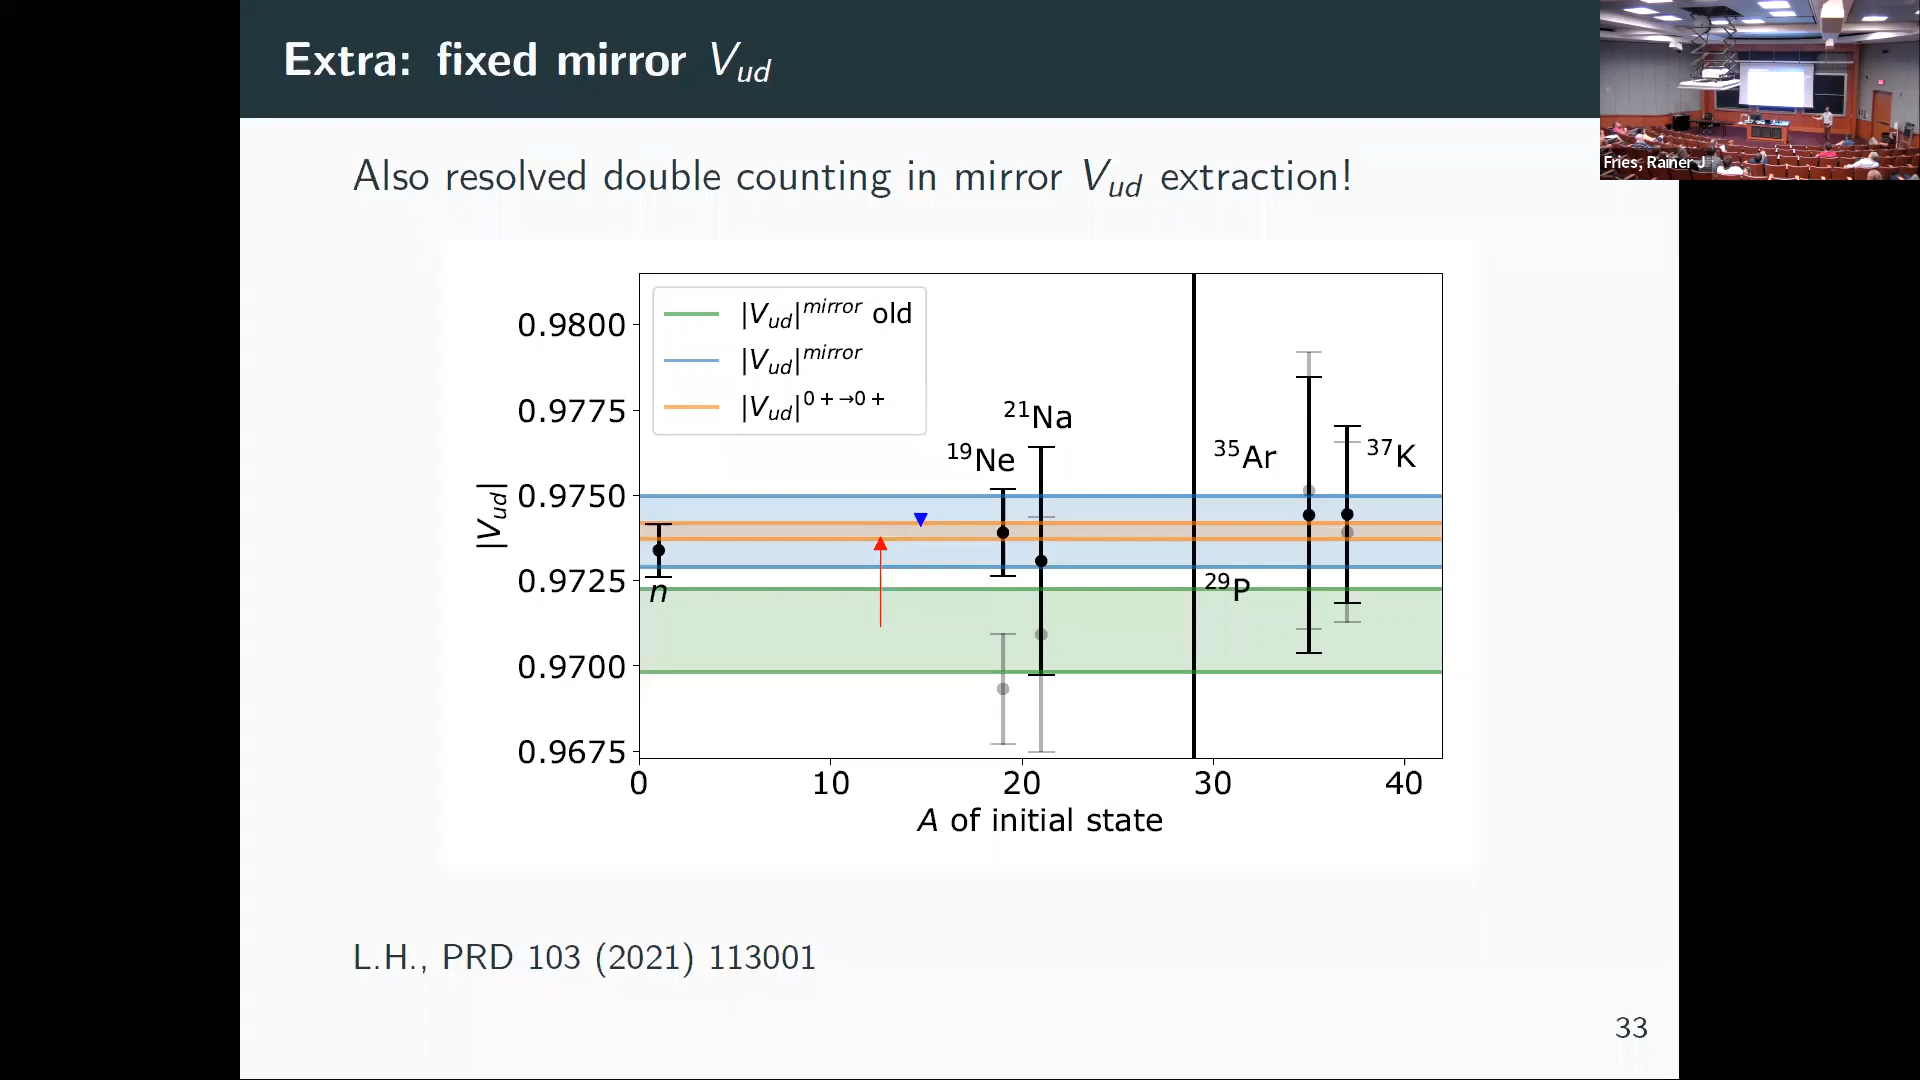 Extra: fixed mirror V_ud
Fries, Rainer J
Also resolved double counting in mirror V_ud extraction!
|V_ud|^mirror old
|V_ud|^mirror
|V_ud|^0+→0+
0.9800
0.9775
0.9750
0.9725
0.9700
0.9675
|V_ud|
n
¹⁹Ne
²¹Na
²⁹P
³⁵Ar
³⁷K
0 10 20 30 40
A of initial state
L.H., PRD 103 (2021) 113001
33